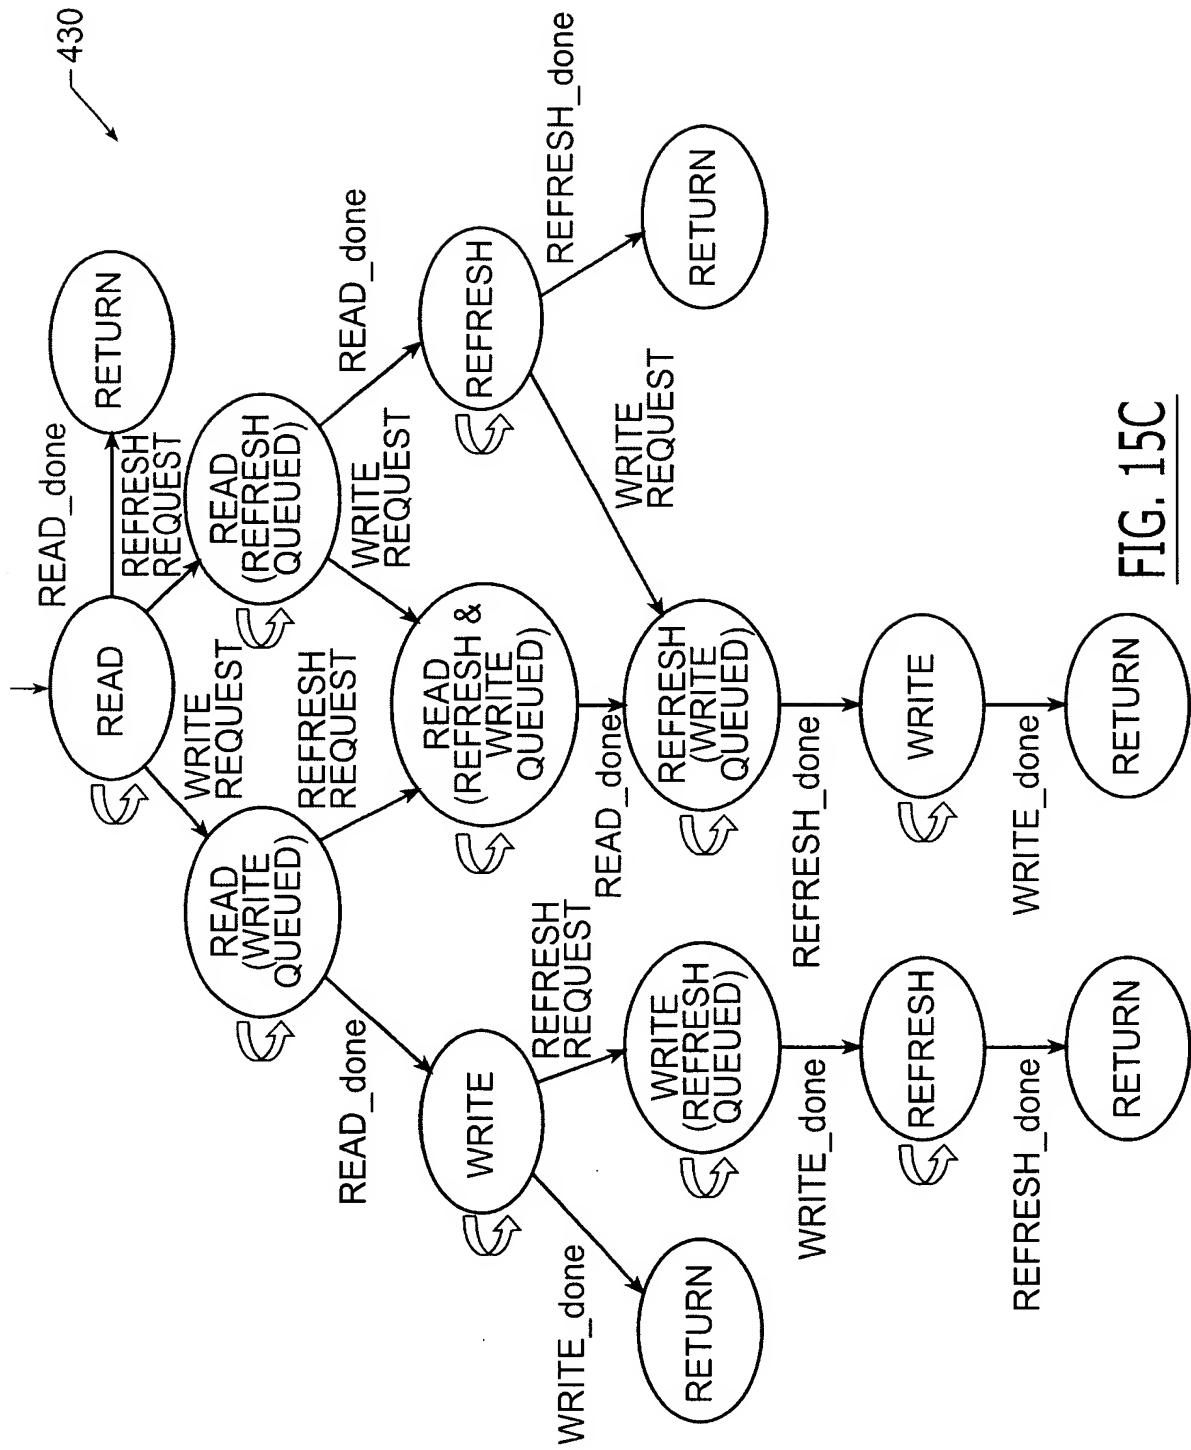 430
READ_done
READ
RETURN
WRITE
REQUEST
REFRESH
REQUEST
READ
(WRITE
QUEUED)
READ
(REFRESH
QUEUED)
READ_done
REFRESH
REQUEST
WRITE
REQUEST
READ_done
WRITE
READ
(REFRESH &
WRITE
QUEUED)
REFRESH
REFRESH_done
WRITE_done
REFRESH
REQUEST
READ_done
WRITE
REQUEST
RETURN
WRITE
(REFRESH
QUEUED)
REFRESH
(WRITE
QUEUED)
RETURN
WRITE_done
REFRESH_done
REFRESH
WRITE
REFRESH_done
WRITE_done
RETURN
RETURN
FIG. 15C